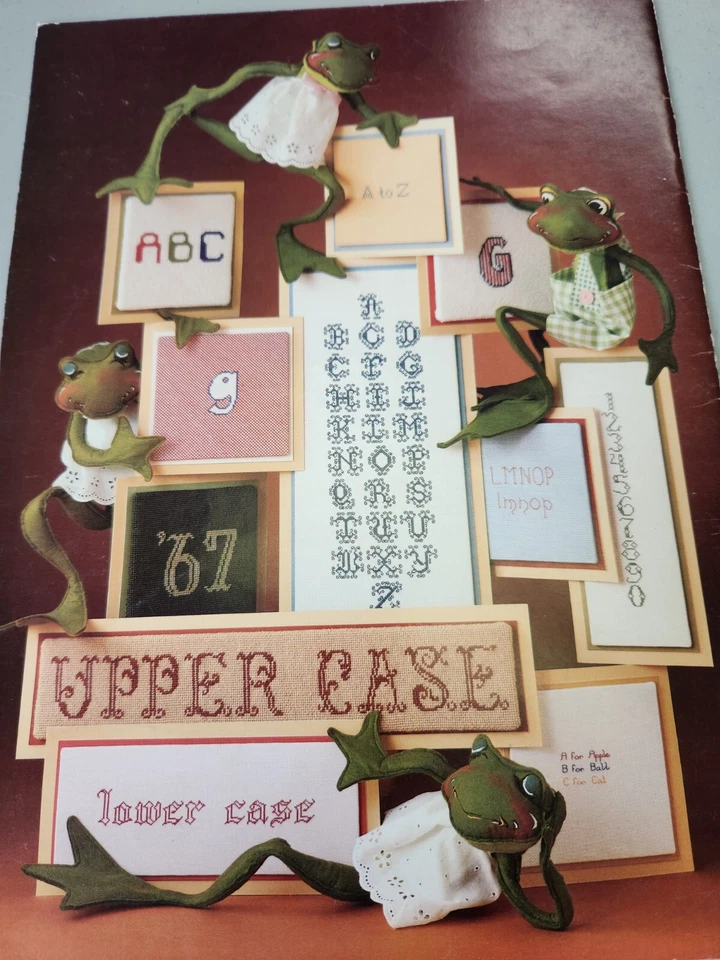 A to Z
ABC
G
g
A
B C D
E F G
H I J
K L M
N O P
Q R S
T U V
W X Y
Z
LMNOP
lmnop
'67
UPPER CASE
A for Apple
B for Ball
C for Cat
lower case